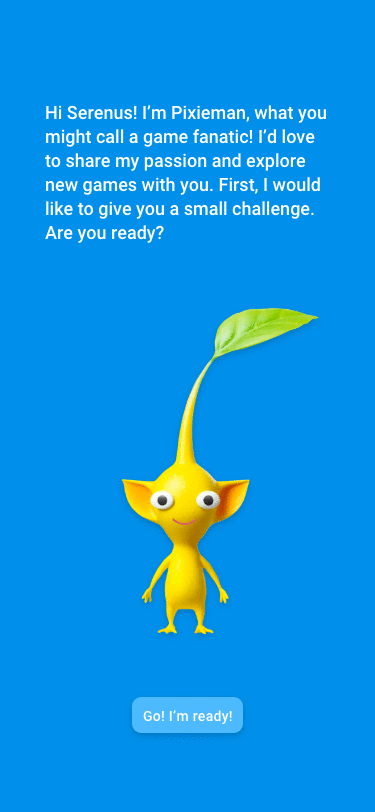 Hi Serenus! I’m Pixieman, what you
might call a game fanatic! I’d love
to share my passion and explore
new games with you. First, I would
like to give you a small challenge.
Are you ready?
Go! I’m ready!